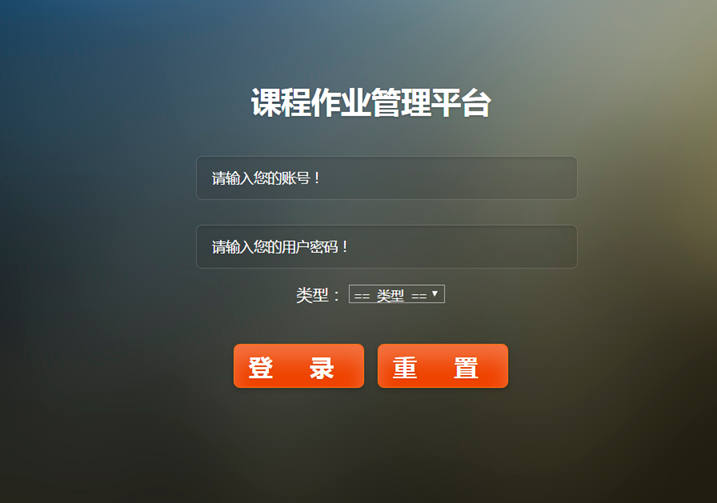 课程作业管理平台
请输入您的账号！
请输入您的用户密码！
类型： == 类型 ==
登 录 重 置